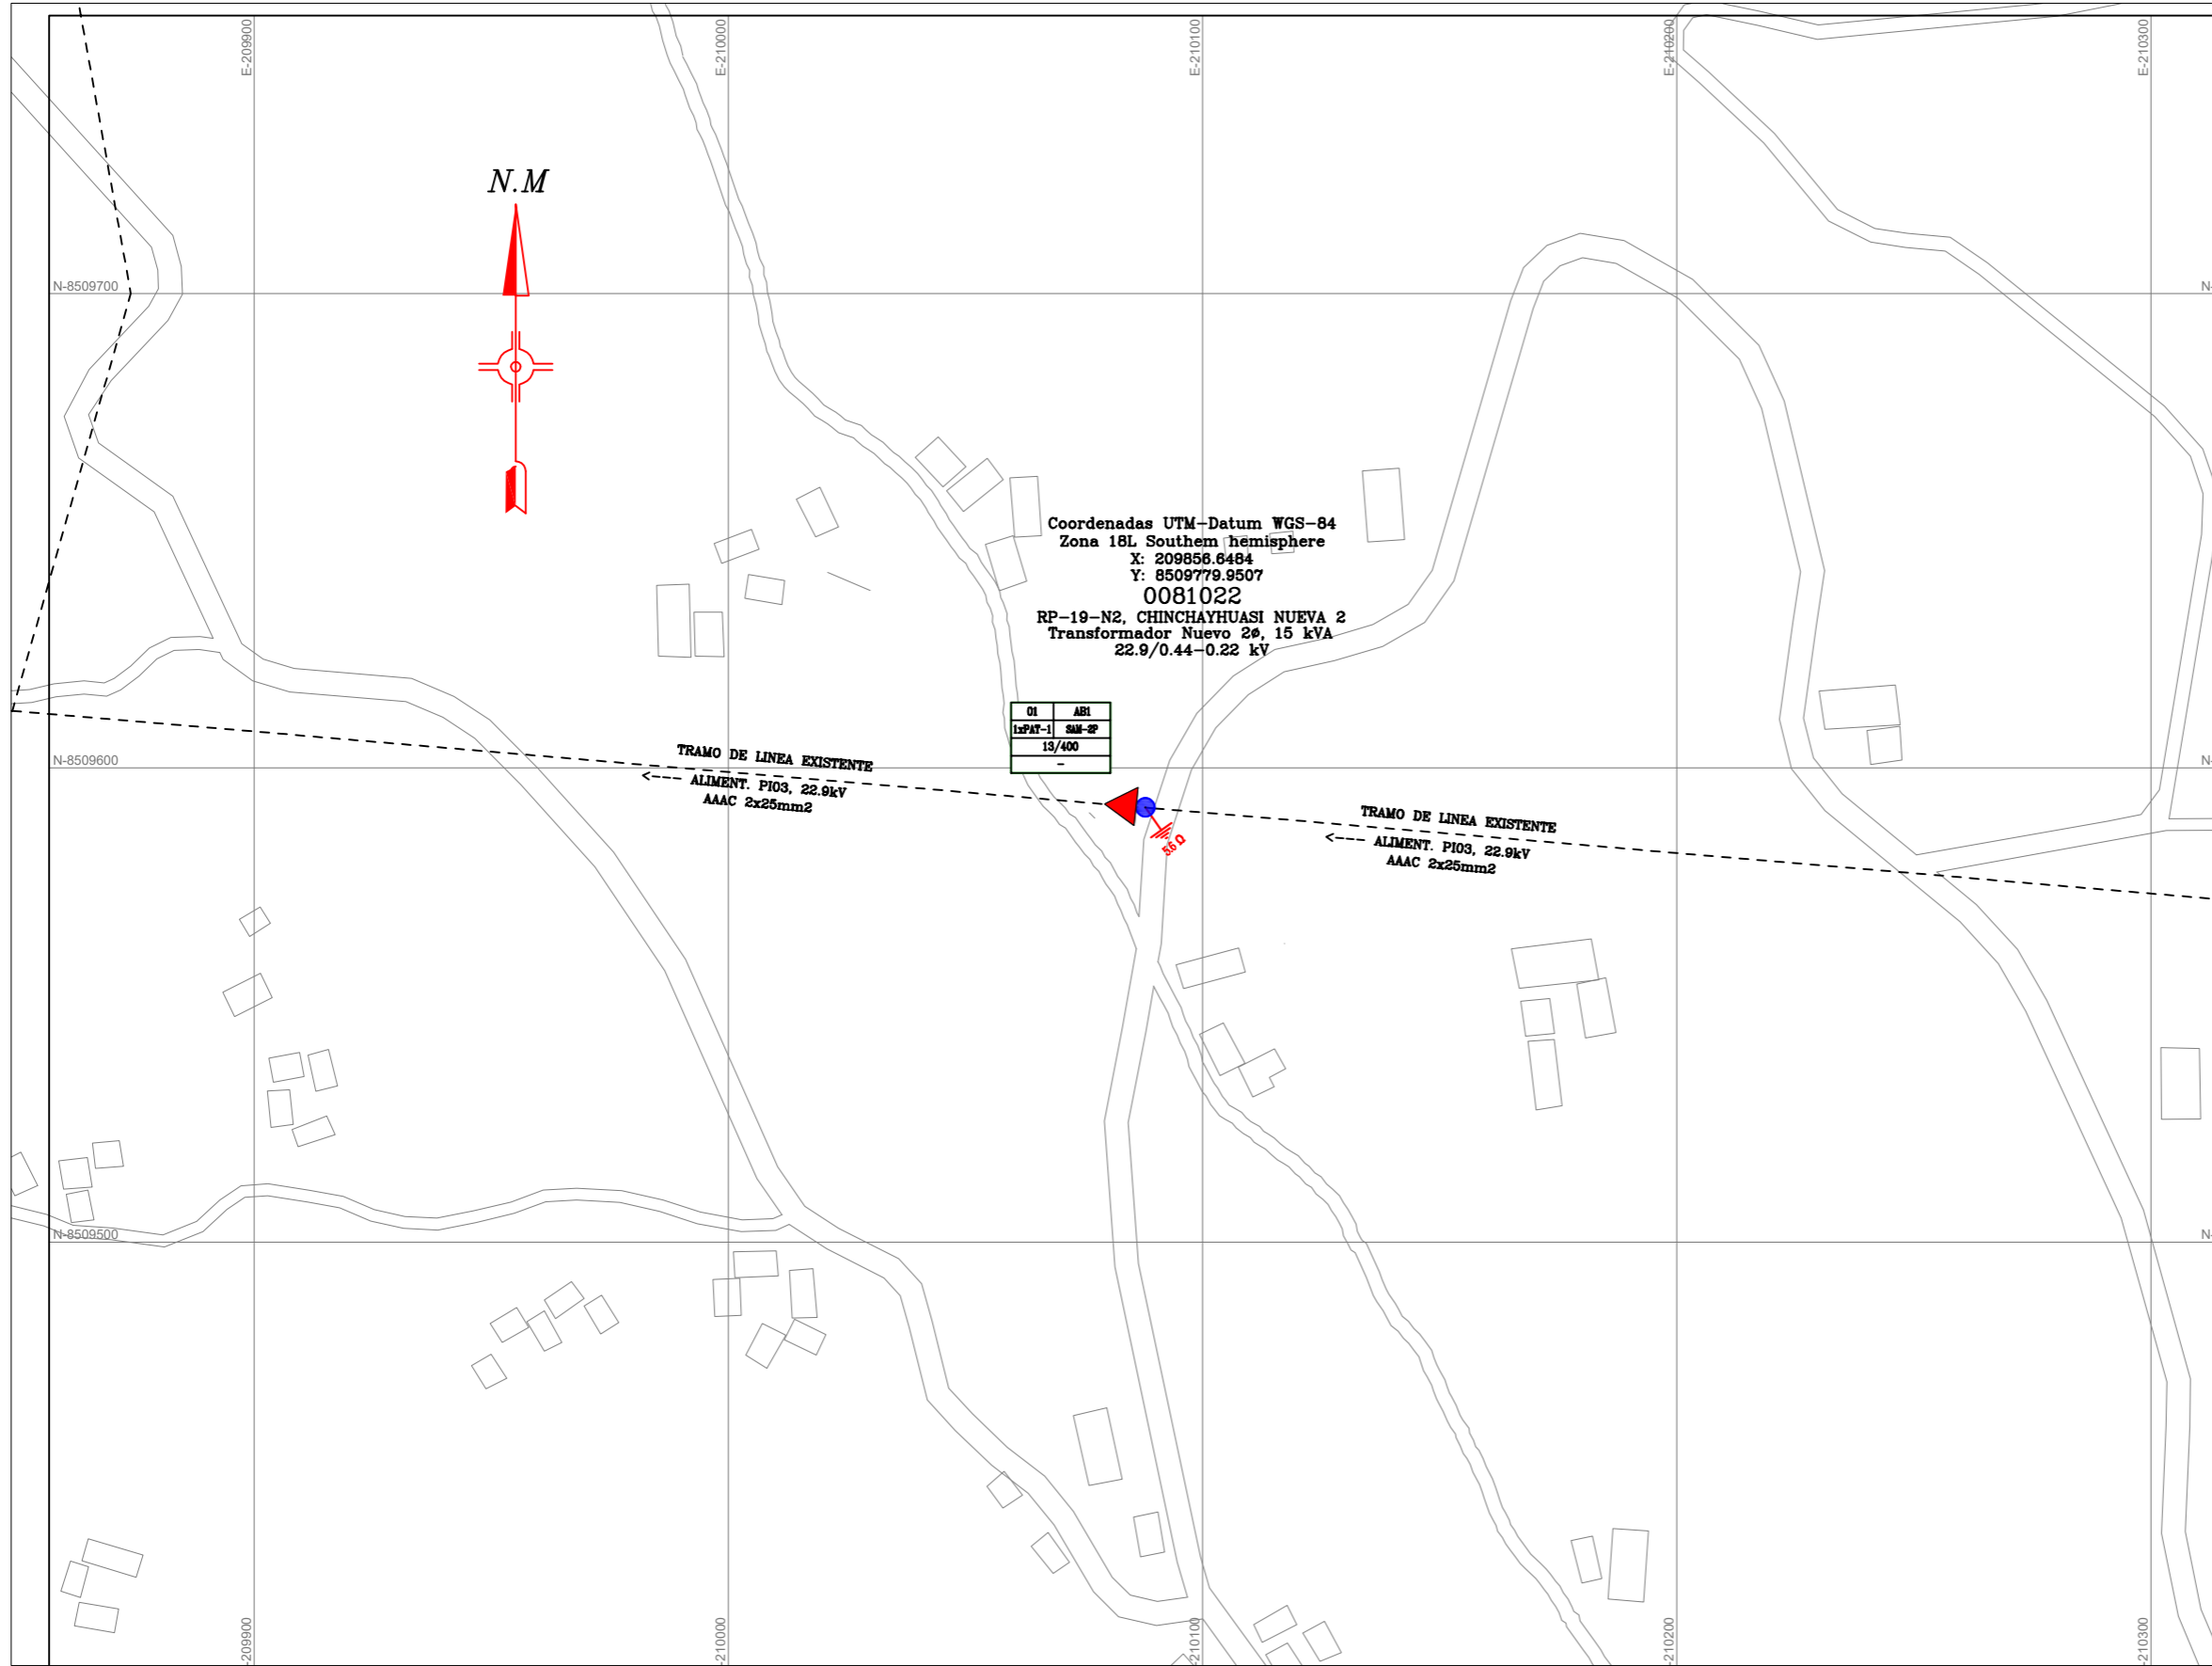 E-209900
E-210000
E-210100
E-210200
E-210300
N.M
N-8509700
N-
Coordenadas UTM-Datum WGS-84
Zona 18L Southem hemisphere
X: 209856.6484
Y: 8509779.9507
0081022
RP-19-N2, CHINCHAYHUASI NUEVA 2
Transformador Nuevo 2ø, 15 kVA
22.9/0.44-0.22 kV
01 AB1
1xPAT-1 SAM-2P
13/400
-
N-8509600
N-
TRAMO DE LINEA EXISTENTE
<---- ALIMENT. PI03, 22.9kV
AAAC 2x25mm2
5.6 Ω
TRAMO DE LINEA EXISTENTE
<---- ALIMENT. PI03, 22.9kV
AAAC 2x25mm2
N-8509500
N-
-209900
-210000
-210100
-210200
-210300